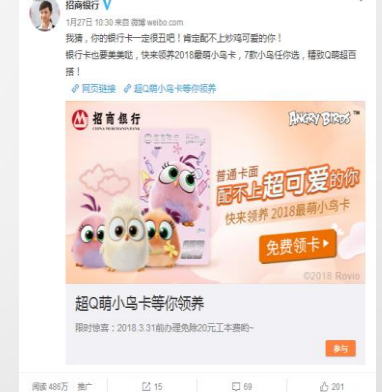 招商银行 V
1月27日 10:30 来自 微博 weibo.com
我猜,你的银行卡一定很丑吧!肯定配不上炒鸡可爱的你!
银行卡也要美美哒,快来领养2018最萌小鸟卡,7款小鸟任你选,精致Q萌超百
搭!
网页链接 超Q萌小鸟卡等你领养
招商银行
CHINA MERCHANTS BANK
ANGRY BIRDS™
普通卡面
配不上超可爱的你
快来领养 2018最萌小鸟卡
免费领卡
©2018 Rovio
超Q萌小鸟卡等你领养
限时惊喜:2018.3.31前办理免除20元工本费哟~
参与
阅读 486万 推广 15 69 201